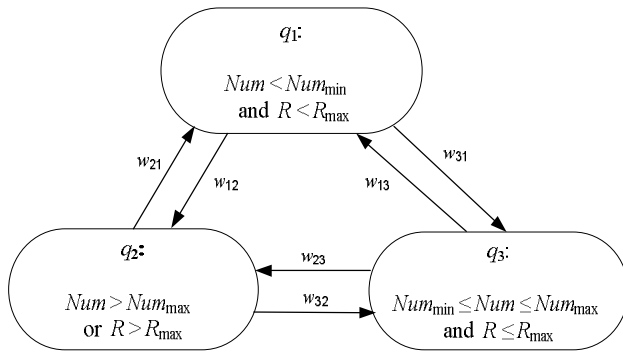 q1:
Num < Nummin
and R < Rmax
w21
w12
w13
w31
q2:
Num > Nummax
or R > Rmax
w23
w32
q3:
Nummin ≤ Num ≤ Nummax
and R ≤ Rmax